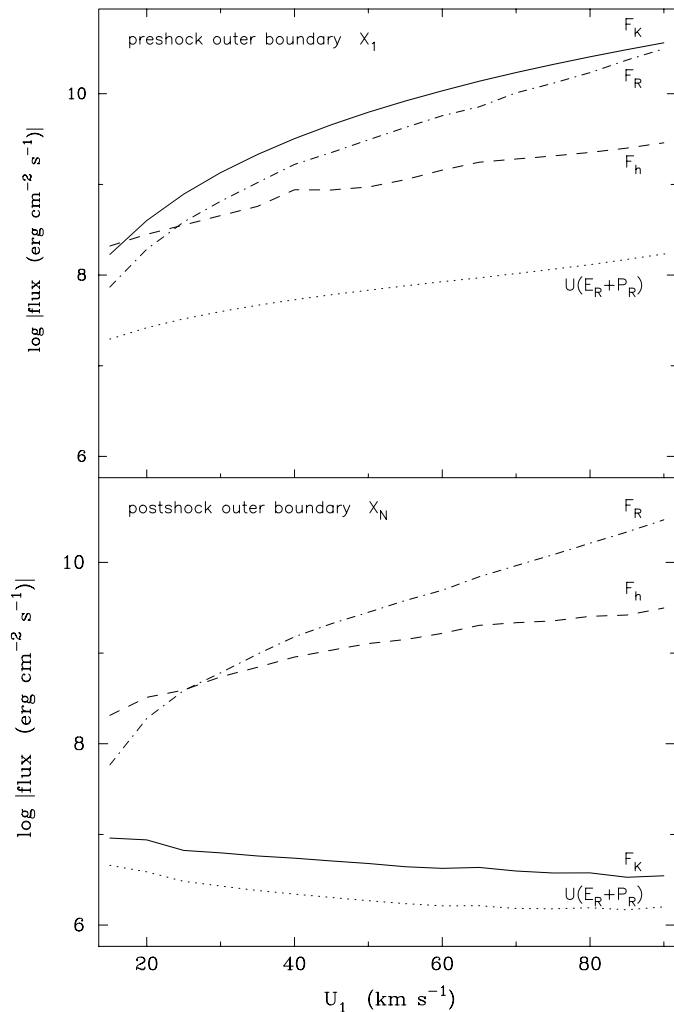 preshock outer boundary X₁
F_K
F_R
F_h
U(E_R+P_R)
10
8
6
log |flux (erg cm⁻² s⁻¹)|
postshock outer boundary X_N
F_R
F_h
F_K
U(E_R+P_R)
10
8
6
log |flux (erg cm⁻² s⁻¹)|
20 40 60 80
U₁ (km s⁻¹)